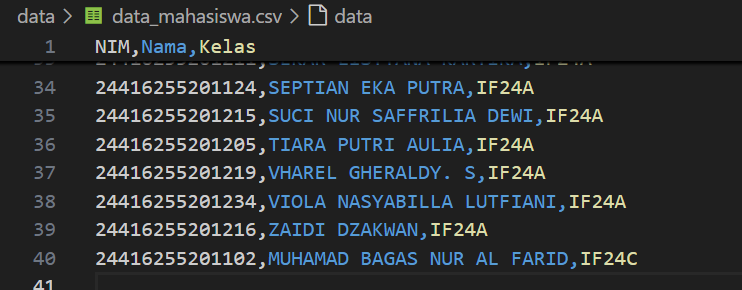 data > data_mahasiswa.csv > data
1 NIM,Nama,Kelas
34 24416255201124,SEPTIAN EKA PUTRA,IF24A
35 24416255201215,SUCI NUR SAFFRILIA DEWI,IF24A
36 24416255201205,TIARA PUTRI AULIA,IF24A
37 24416255201219,VHAREL GHERALDY. S,IF24A
38 24416255201234,VIOLA NASYABILLA LUTFIANI,IF24A
39 24416255201216,ZAIDI DZAKWAN,IF24A
40 24416255201102,MUHAMAD BAGAS NUR AL FARID,IF24C
41